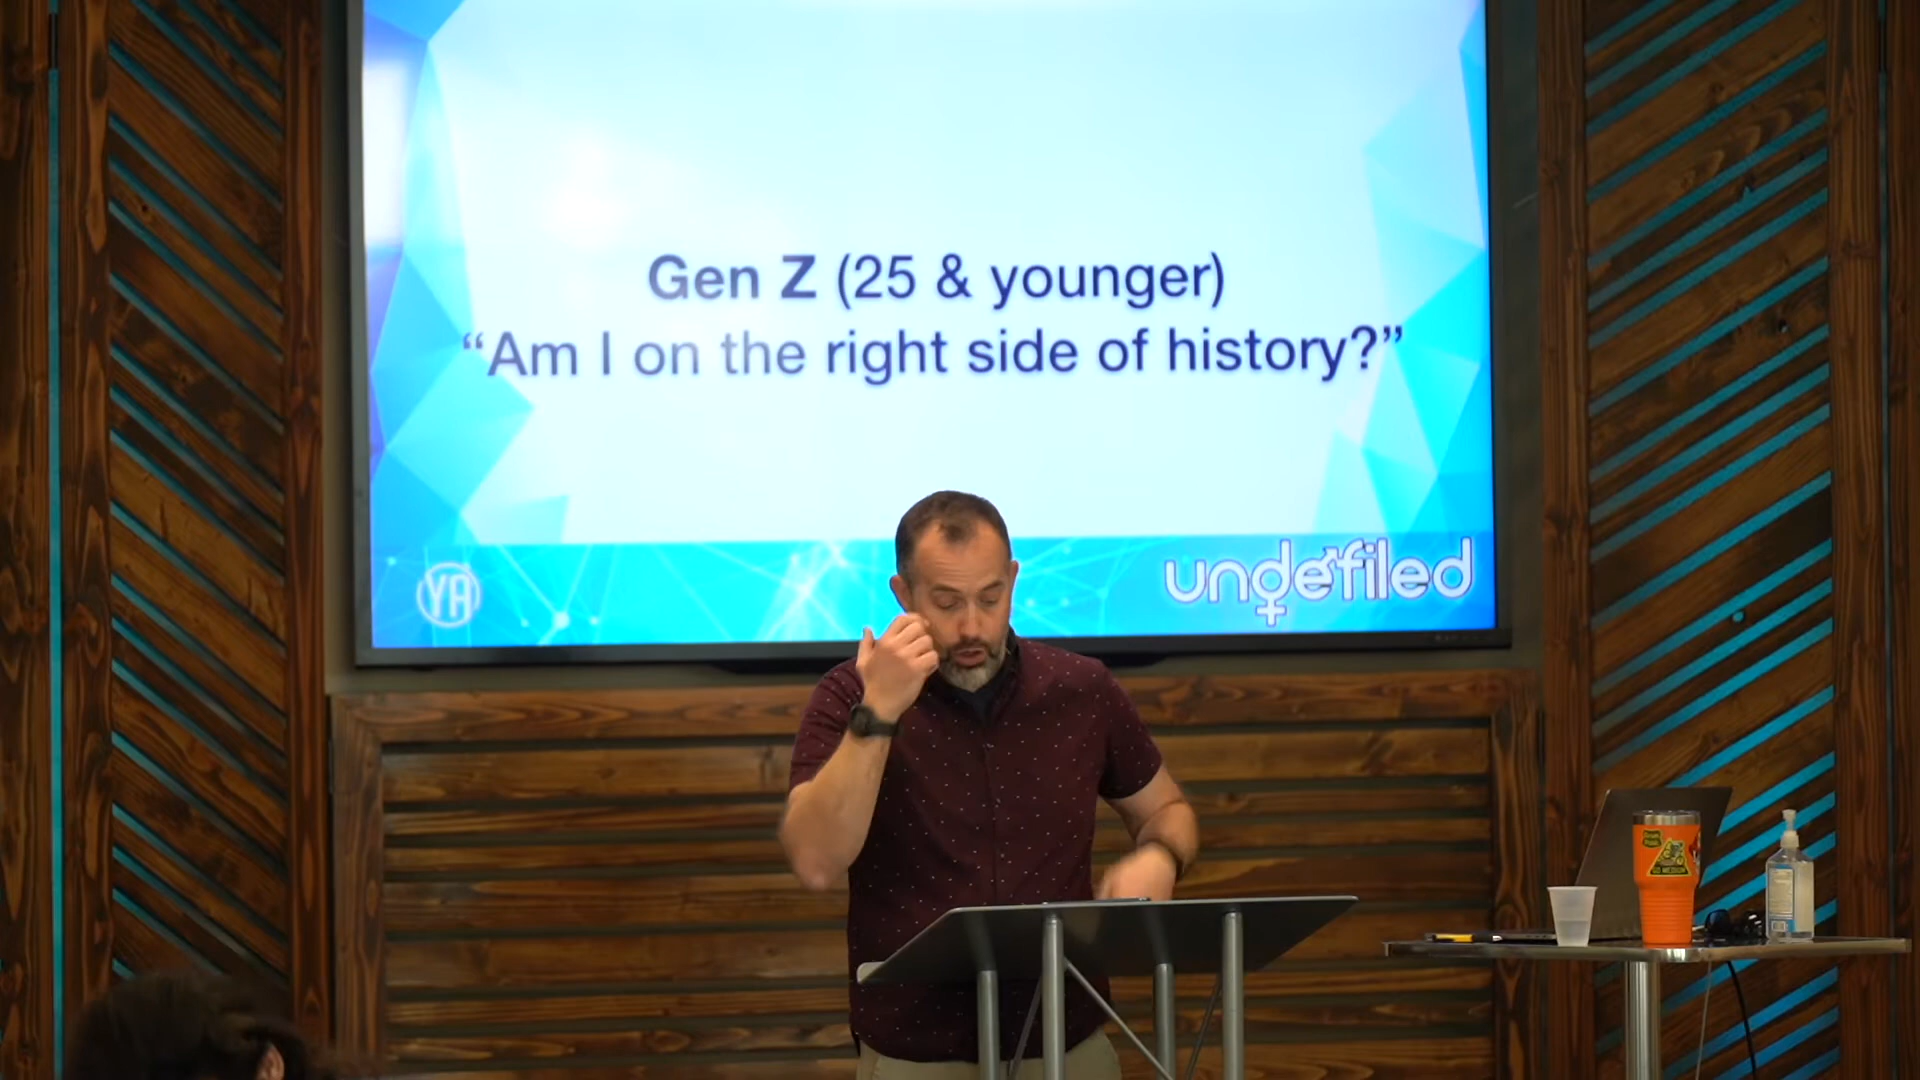 Gen Z (25 & younger)
“Am I on the right side of history?”
YA
undefiled